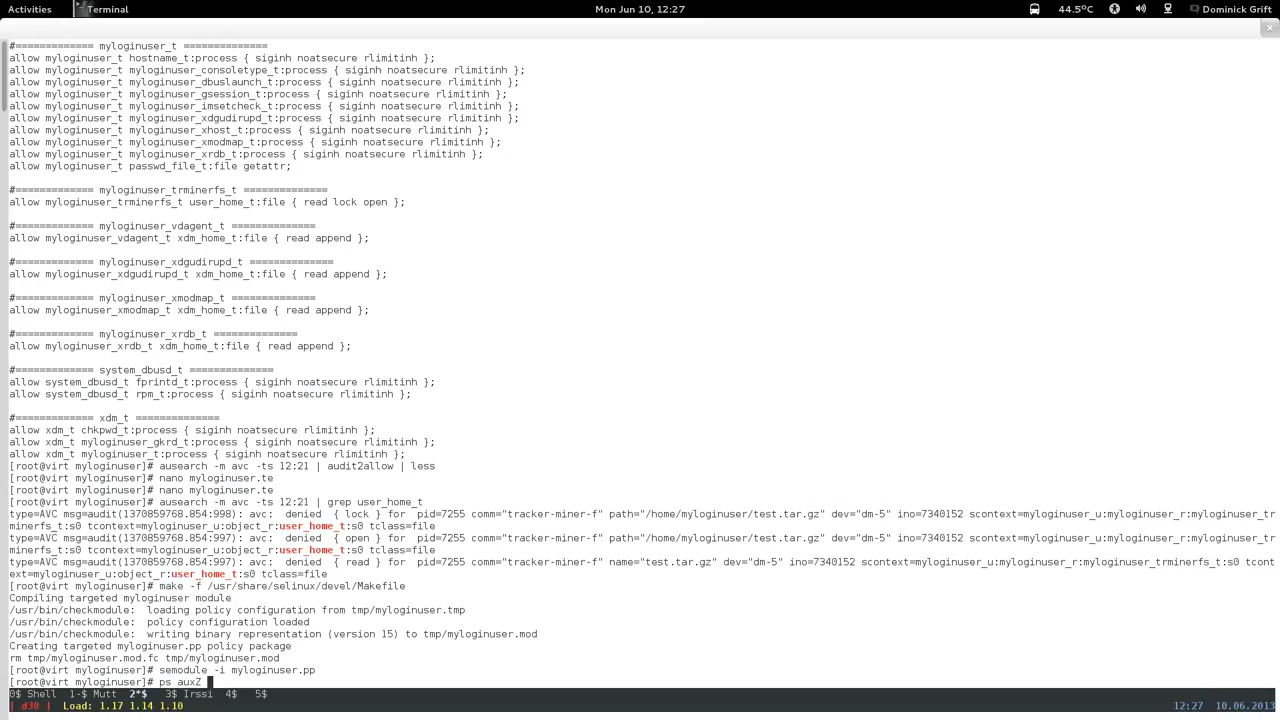 Activities Terminal Mon Jun 10, 12:27 44.5°C Dominick Grift
#============= myloginuser_t ==============
allow myloginuser_t hostname_t:process { siginh noatsecure rlimitinh };
allow myloginuser_t myloginuser_consoletype_t:process { siginh noatsecure rlimitinh };
allow myloginuser_t myloginuser_dbuslaunch_t:process { siginh noatsecure rlimitinh };
allow myloginuser_t myloginuser_gsession_t:process { siginh noatsecure rlimitinh };
allow myloginuser_t myloginuser_imsetcheck_t:process { siginh noatsecure rlimitinh };
allow myloginuser_t myloginuser_xdgudirupd_t:process { siginh noatsecure rlimitinh };
allow myloginuser_t myloginuser_xhost_t:process { siginh noatsecure rlimitinh };
allow myloginuser_t myloginuser_xmodmap_t:process { siginh noatsecure rlimitinh };
allow myloginuser_t myloginuser_xrdb_t:process { siginh noatsecure rlimitinh };
allow myloginuser_t passwd_file_t:file getattr;
#============= myloginuser_trminerfs_t ==============
allow myloginuser_trminerfs_t user_home_t:file { read lock open };
#============= myloginuser_vdagent_t ==============
allow myloginuser_vdagent_t xdm_home_t:file { read append };
#============= myloginuser_xdgudirupd_t ==============
allow myloginuser_xdgudirupd_t xdm_home_t:file { read append };
#============= myloginuser_xmodmap_t ==============
allow myloginuser_xmodmap_t xdm_home_t:file { read append };
#============= myloginuser_xrdb_t ==============
allow myloginuser_xrdb_t xdm_home_t:file { read append };
#============= system_dbusd_t ==============
allow system_dbusd_t fprintd_t:process { siginh noatsecure rlimitinh };
allow system_dbusd_t rpm_t:process { siginh noatsecure rlimitinh };
#============= xdm_t ==============
allow xdm_t chkpwd_t:process { siginh noatsecure rlimitinh };
allow xdm_t myloginuser_gkrd_t:process { siginh noatsecure rlimitinh };
allow xdm_t myloginuser_t:process { siginh noatsecure rlimitinh };
[root@virt myloginuser]# ausearch -m avc -ts 12:21 | audit2allow | less
[root@virt myloginuser]# nano myloginuser.te
[root@virt myloginuser]# nano myloginuser.te
[root@virt myloginuser]# ausearch -m avc -ts 12:21 | grep user_home_t
type=AVC msg=audit(1370859768.854:998): avc:  denied  { lock } for  pid=7255 comm="tracker-miner-f" path="/home/myloginuser/test.tar.gz" dev="dm-5" ino=7340152 scontext=myloginuser_u:myloginuser_r:myloginuser_tr
minerfs_t:s0 tcontext=myloginuser_u:object_r:user_home_t:s0 tclass=file
type=AVC msg=audit(1370859768.854:997): avc:  denied  { open } for  pid=7255 comm="tracker-miner-f" path="/home/myloginuser/test.tar.gz" dev="dm-5" ino=7340152 scontext=myloginuser_u:myloginuser_r:myloginuser_tr
minerfs_t:s0 tcontext=myloginuser_u:object_r:user_home_t:s0 tclass=file
type=AVC msg=audit(1370859768.854:997): avc:  denied  { read } for  pid=7255 comm="tracker-miner-f" name="test.tar.gz" dev="dm-5" ino=7340152 scontext=myloginuser_u:myloginuser_r:myloginuser_trminerfs_t:s0 tcont
ext=myloginuser_u:object_r:user_home_t:s0 tclass=file
[root@virt myloginuser]# make -f /usr/share/selinux/devel/Makefile
Compiling targeted myloginuser module
/usr/bin/checkmodule:  loading policy configuration from tmp/myloginuser.tmp
/usr/bin/checkmodule:  policy configuration loaded
/usr/bin/checkmodule:  writing binary representation (version 15) to tmp/myloginuser.mod
Creating targeted myloginuser.pp policy package
rm tmp/myloginuser.mod.fc tmp/myloginuser.mod
[root@virt myloginuser]# semodule -i myloginuser.pp
[root@virt myloginuser]# ps auxZ
0$ Shell  1-$ Mutt  2*$  3$ Irssi  4$  5$
[ d30 ]  Load: 1.17 1.14 1.10 12:27 10.06.2013